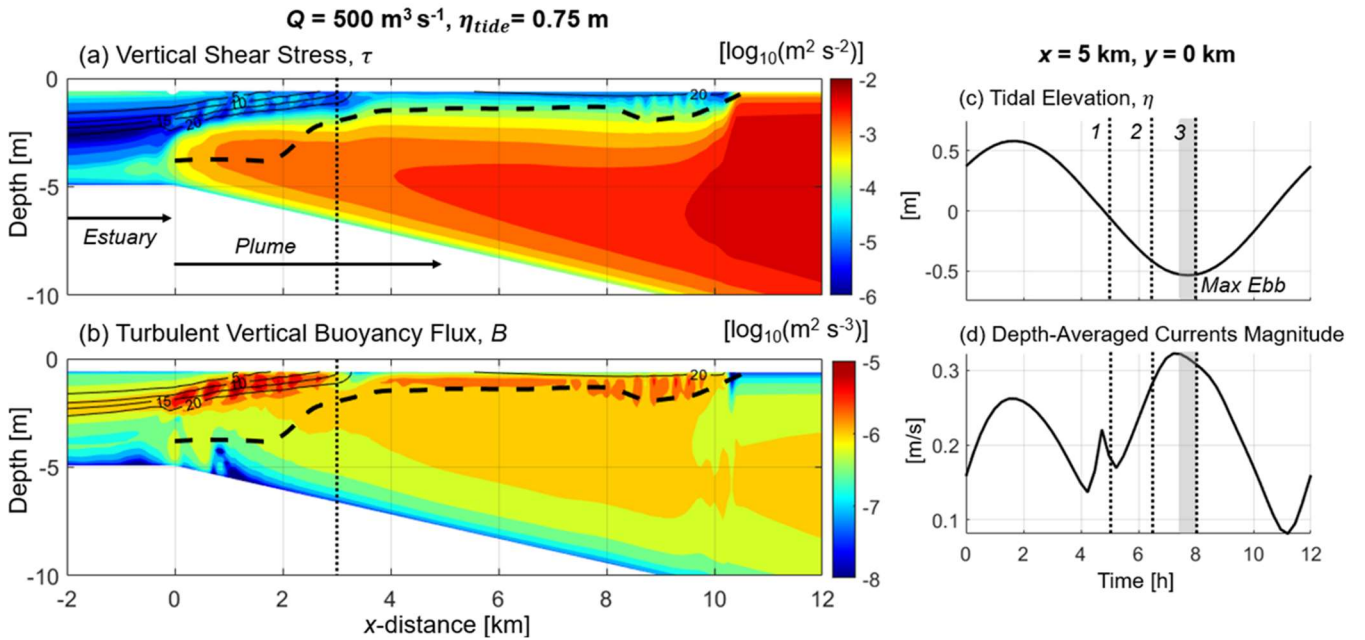 Q = 500 m³ s⁻¹, η_tide = 0.75 m
(a) Vertical Shear Stress, τ
[log₁₀(m² s⁻²)]
0
-5
-10
Depth [m]
15
5
10
20
20
Estuary
Plume
-2
-3
-4
-5
-6
(b) Turbulent Vertical Buoyancy Flux, B
[log₁₀(m² s⁻³)]
0
-5
-10
Depth [m]
15
5
10
20
20
-5
-6
-7
-8
-2 0 2 4 6 8 10 12
x-distance [km]
x = 5 km, y = 0 km
(c) Tidal Elevation, η
1 2 3
0.5
0
-0.5
[m]
Max Ebb
(d) Depth-Averaged Currents Magnitude
0.3
0.2
0.1
[m/s]
0 2 4 6 8 10 12
Time [h]